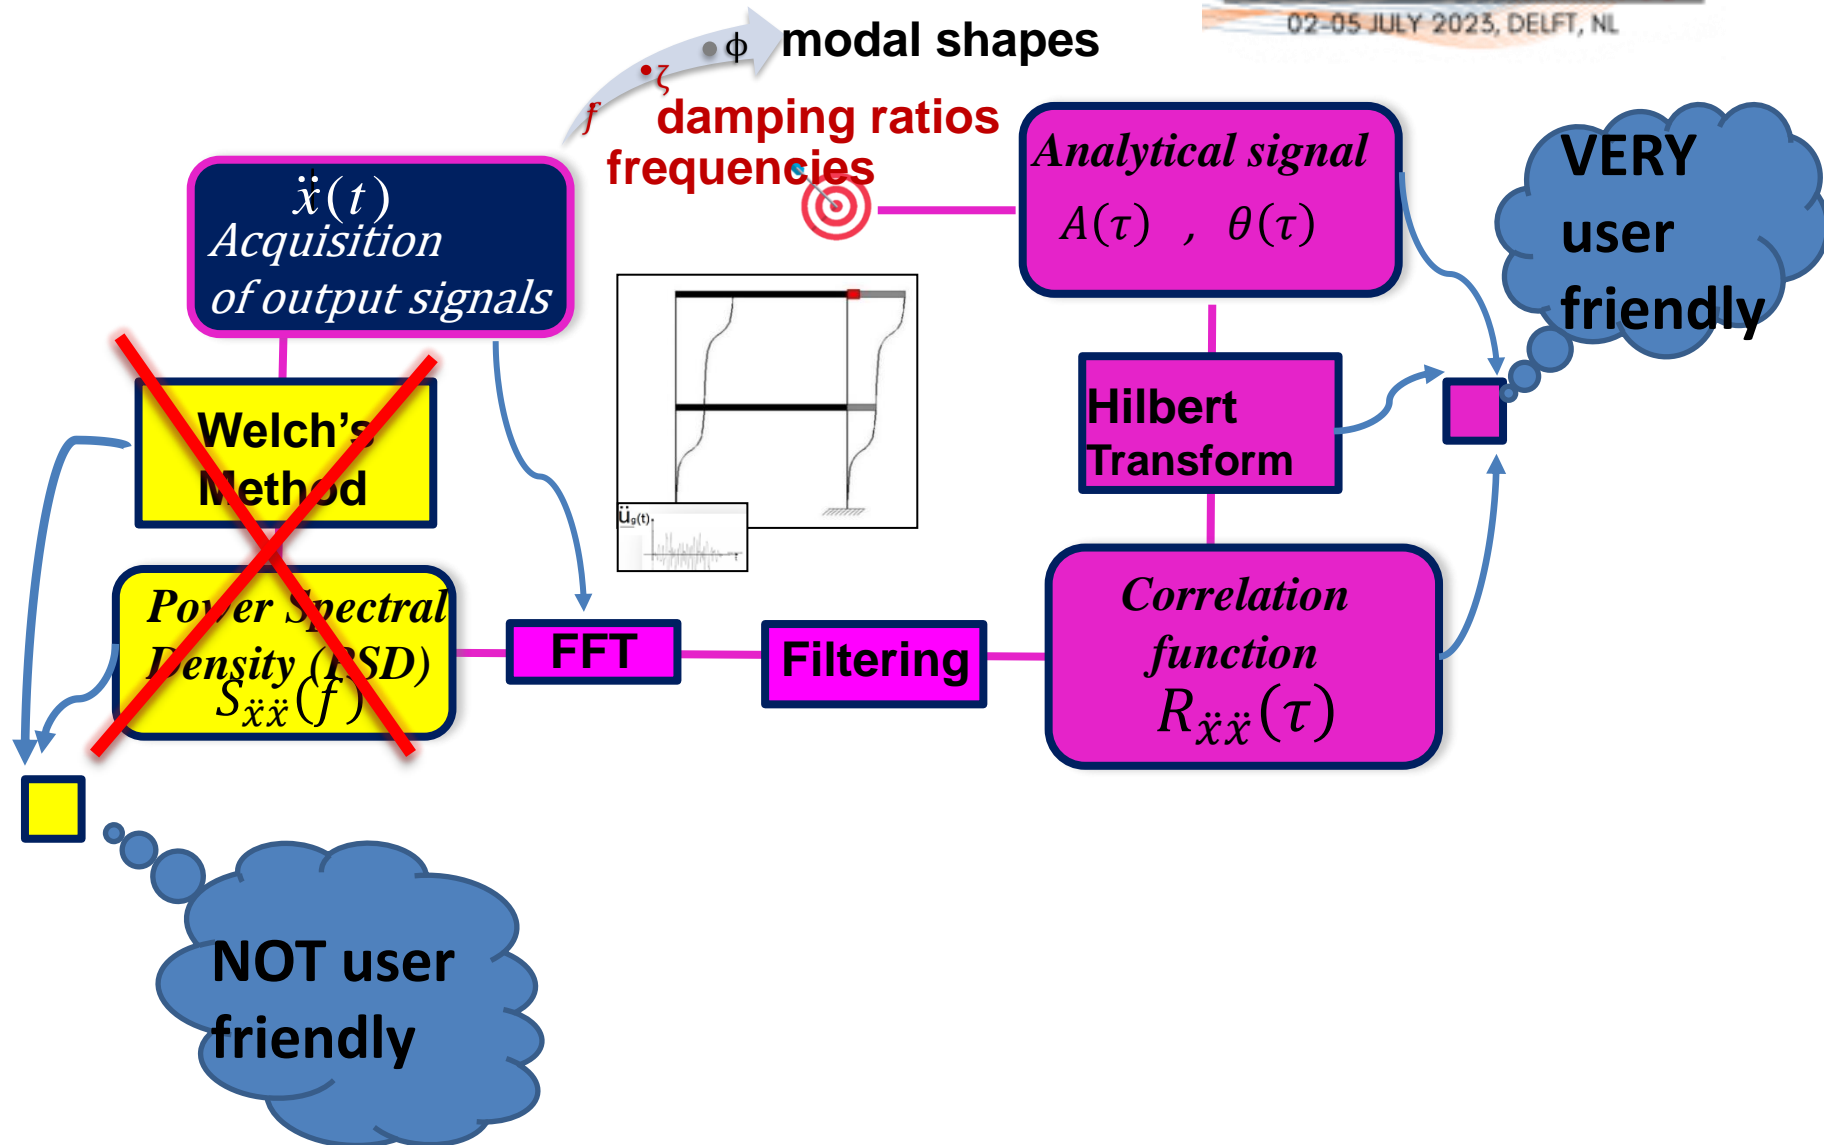 02-05 JULY 2023, DELFT, NL
ϕ modal shapes
ζ
f damping ratios
frequencies
ẍ(t)
Acquisition
of output signals
Analytical signal
A(τ) , θ(τ)
VERY
user
friendly
Welch's
Method
Hilbert
Transform
üg(t)
t
Power Spectral
Density (PSD)
Sẍẍ(f)
FFT
Filtering
Correlation
function
Rẍẍ(τ)
NOT user
friendly